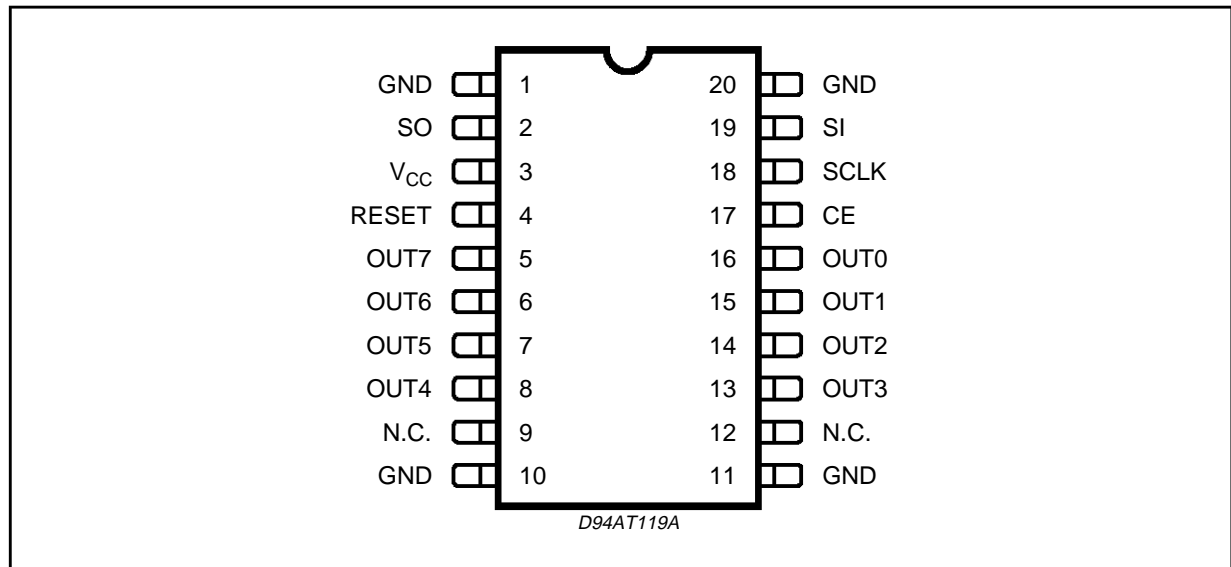 GND 1 20 GND
SO 2 19 SI
VCC 3 18 SCLK
RESET 4 17 CE
OUT7 5 16 OUT0
OUT6 6 15 OUT1
OUT5 7 14 OUT2
OUT4 8 13 OUT3
N.C. 9 12 N.C.
GND 10 11 GND
D94AT119A